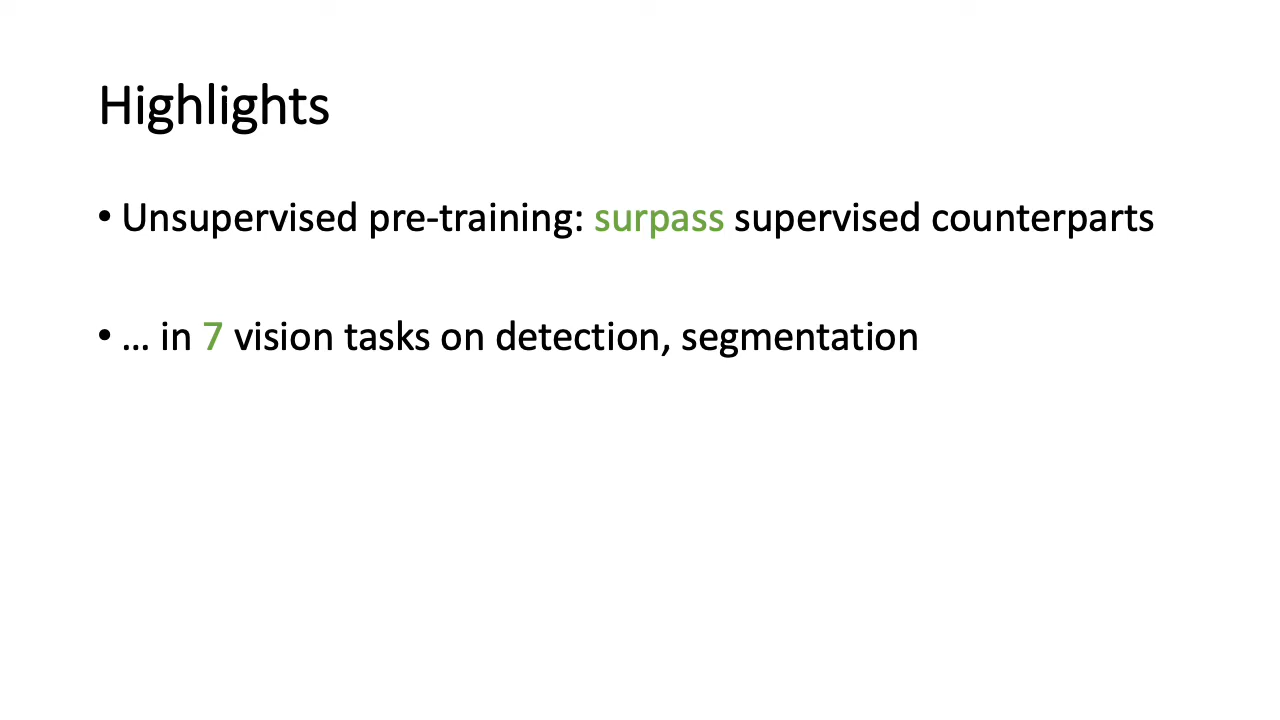 Highlights
• Unsupervised pre-training: surpass supervised counterparts
• … in 7 vision tasks on detection, segmentation